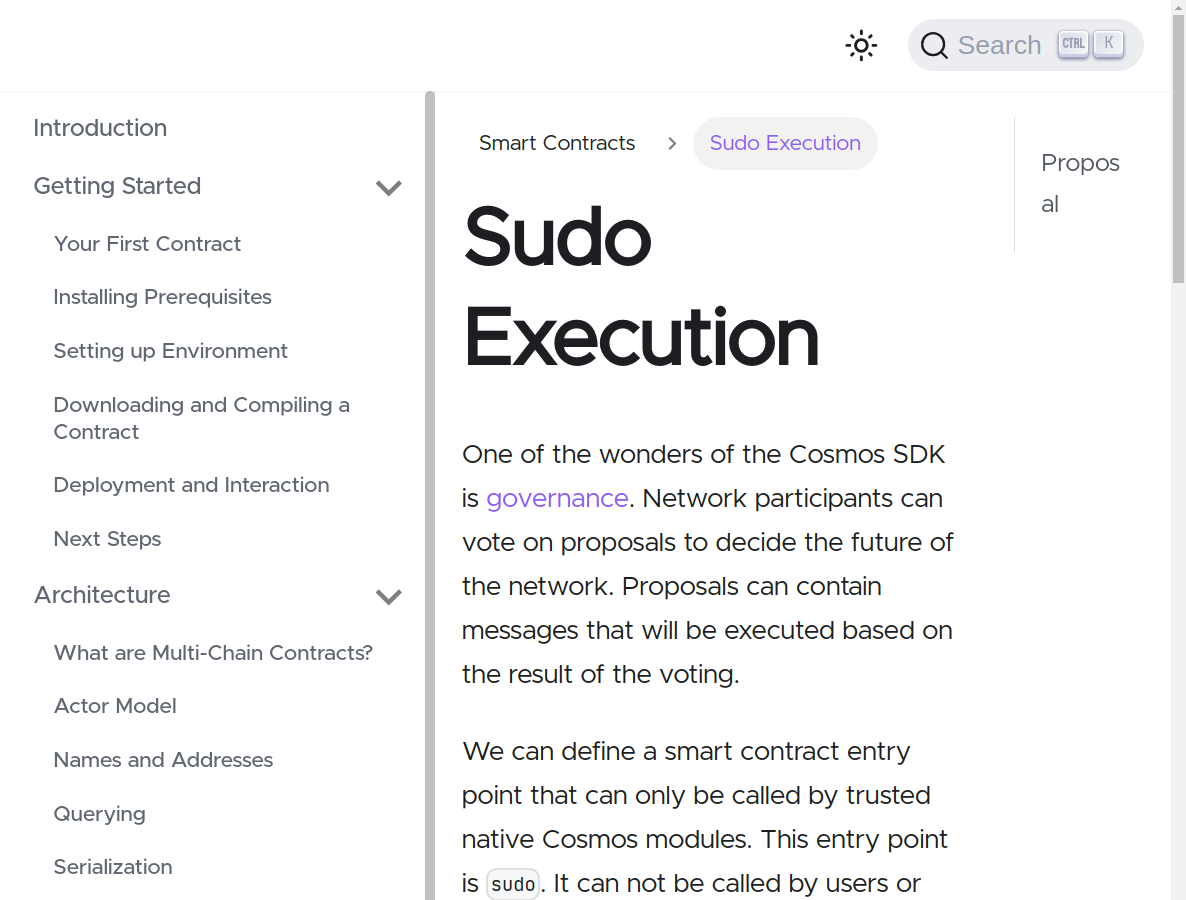 Search CTRL K
Introduction
Getting Started
Your First Contract
Installing Prerequisites
Setting up Environment
Downloading and Compiling a
Contract
Deployment and Interaction
Next Steps
Architecture
What are Multi-Chain Contracts?
Actor Model
Names and Addresses
Querying
Serialization
Smart Contracts
Sudo Execution
Sudo
Execution
One of the wonders of the Cosmos SDK
is governance. Network participants can
vote on proposals to decide the future of
the network. Proposals can contain
messages that will be executed based on
the result of the voting.
We can define a smart contract entry
point that can only be called by trusted
native Cosmos modules. This entry point
is sudo. It can not be called by users or
Propos
al